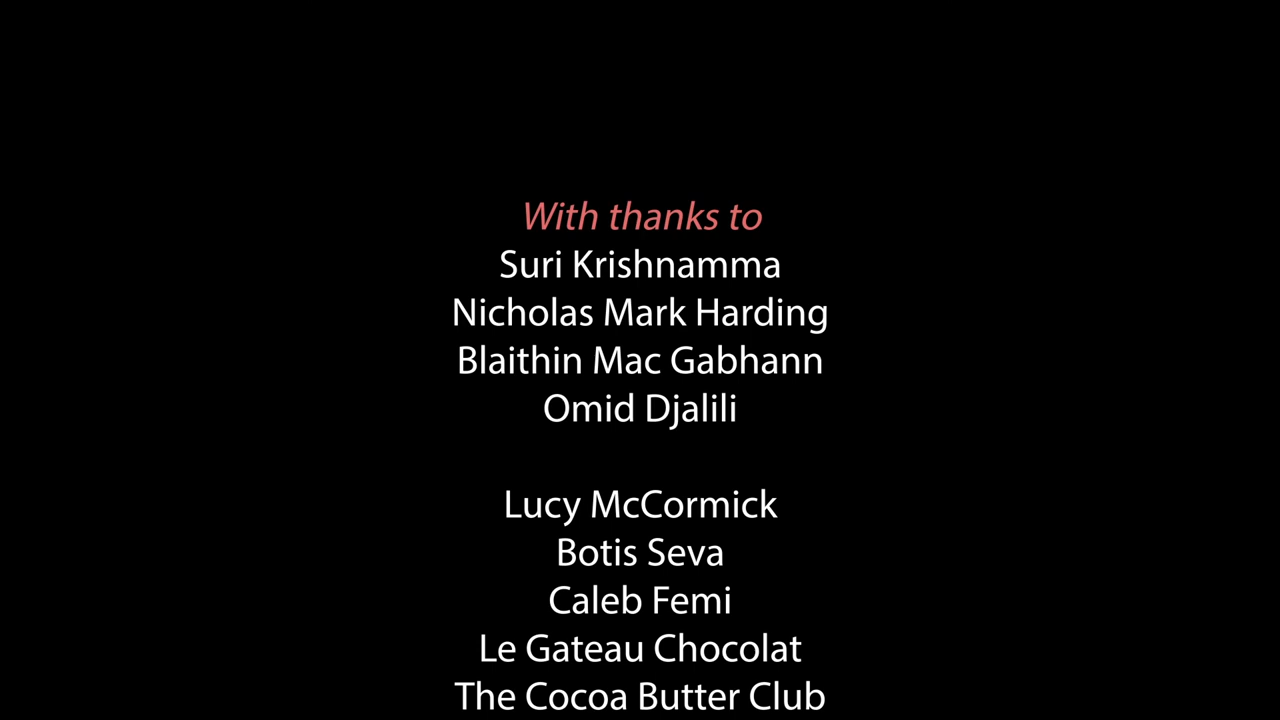 With thanks to
Suri Krishnamma
Nicholas Mark Harding
Blaithin Mac Gabhann
Omid Djalili
Lucy McCormick
Botis Seva
Caleb Femi
Le Gateau Chocolat
The Cocoa Butter Club